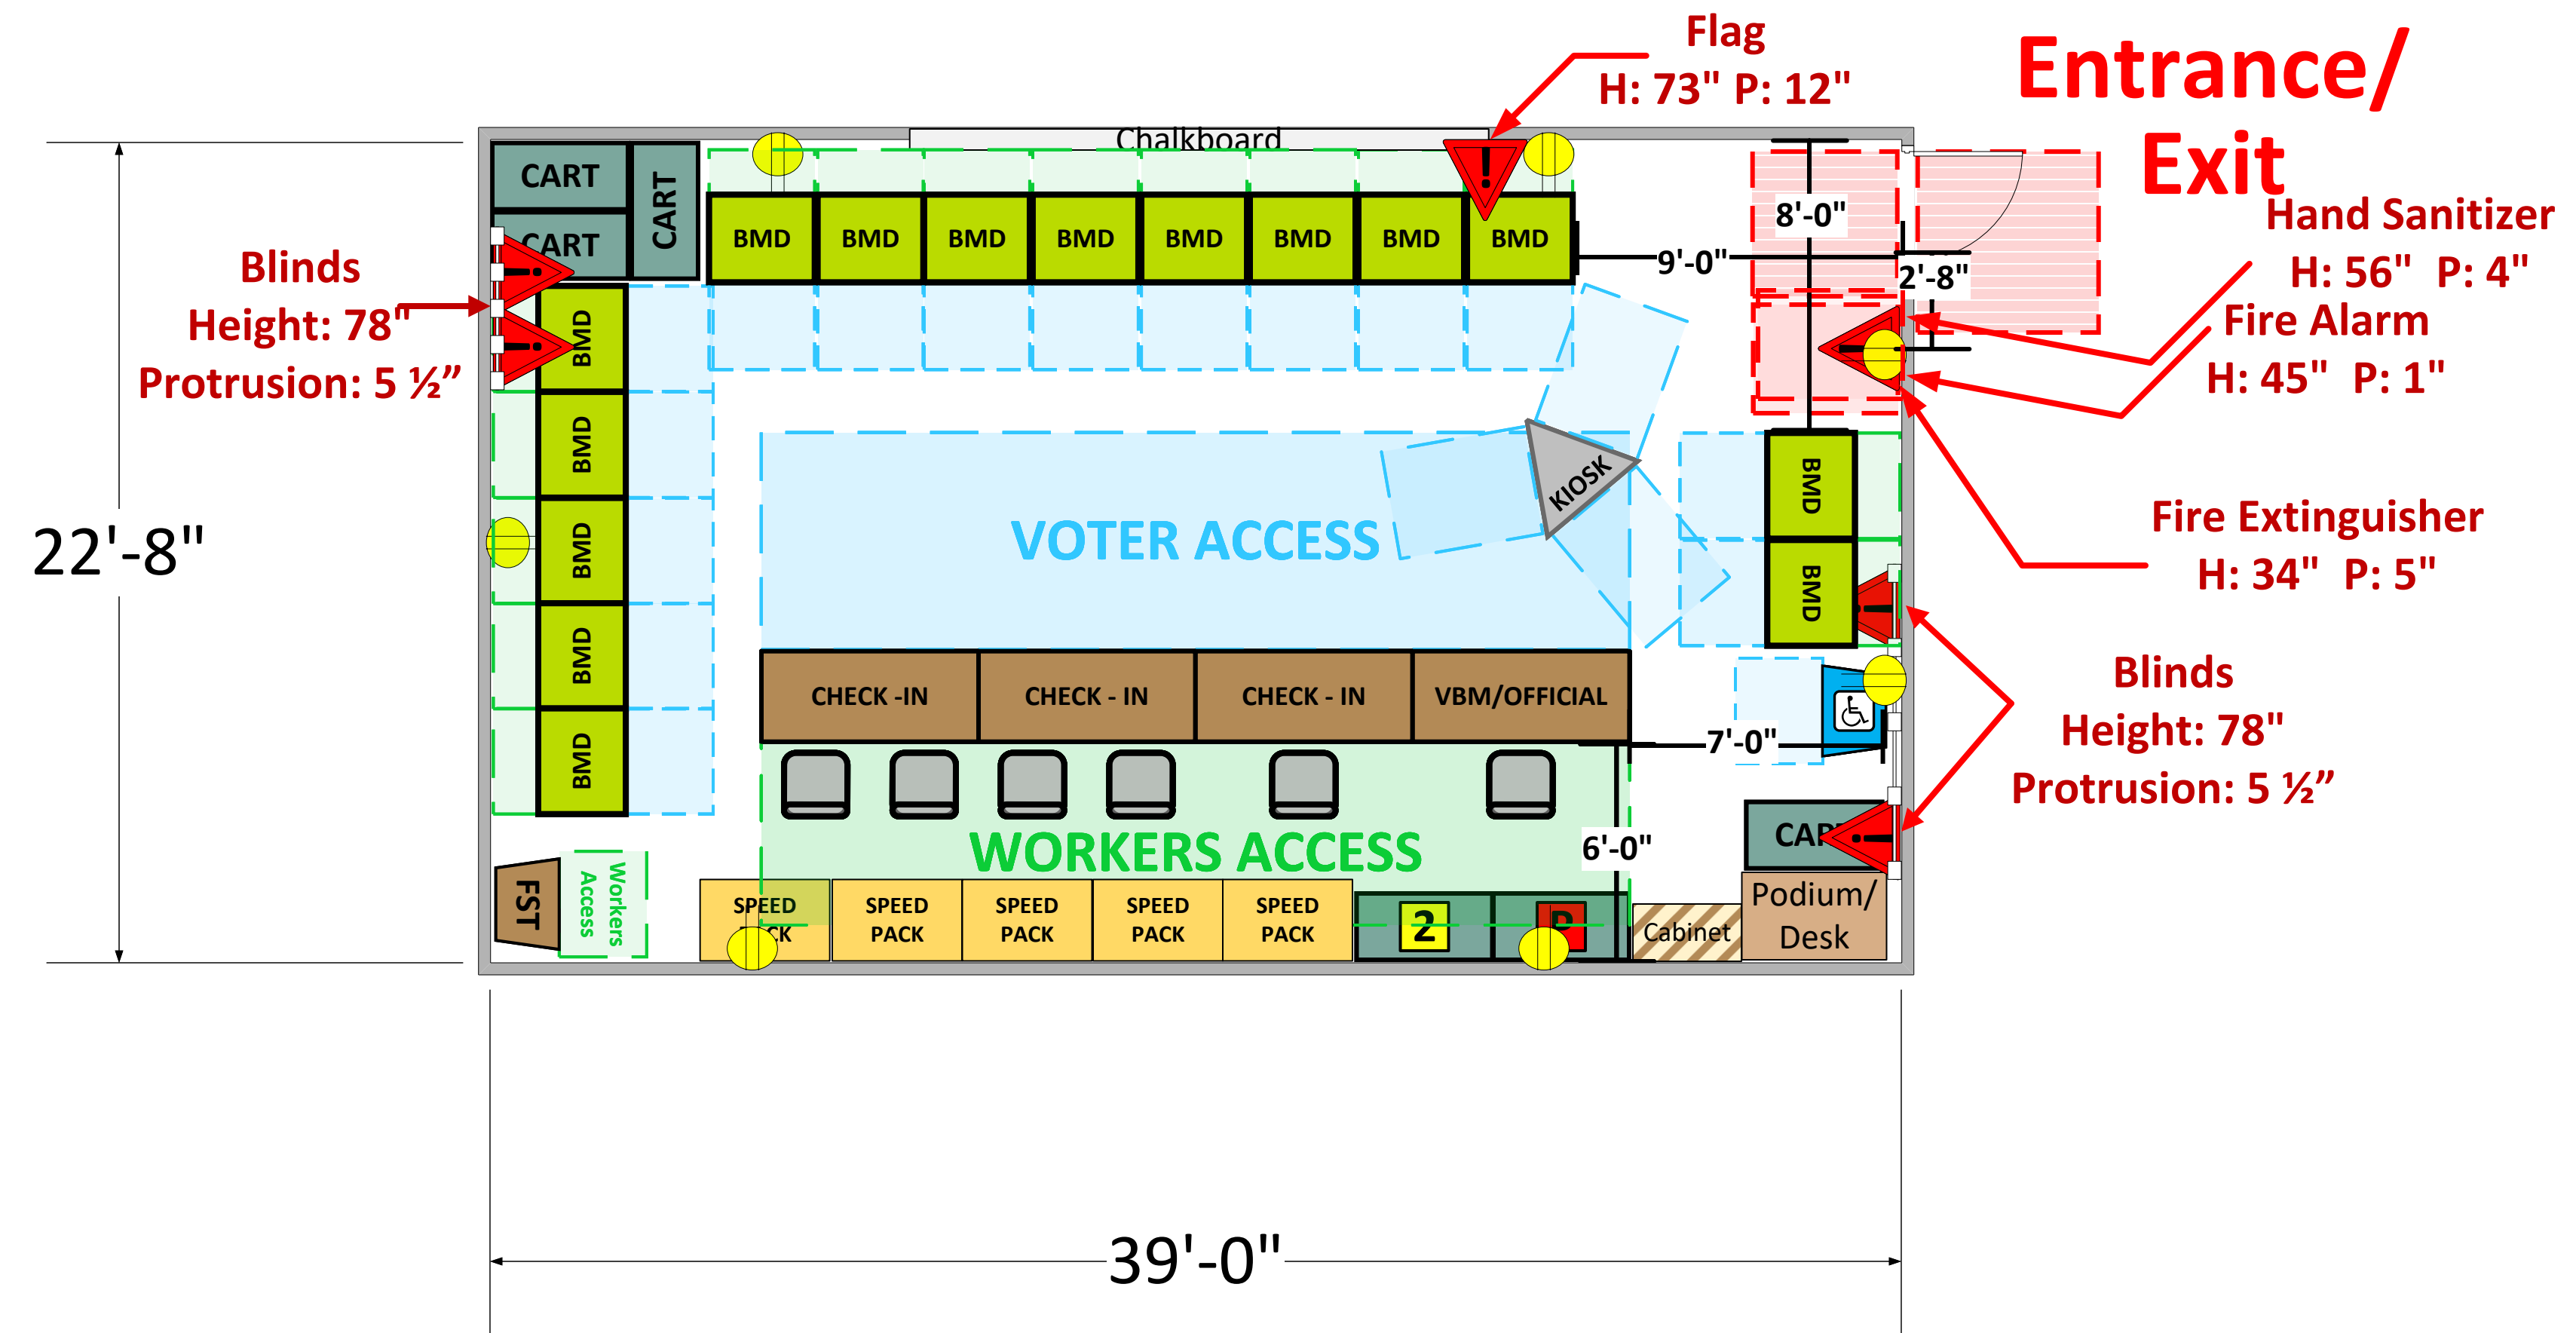 Flag
H: 73" P: 12"
Entrance/
Exit
Hand Sanitizer
H: 56" P: 4"
Fire Alarm
H: 45" P: 1"
Fire Extinguisher
H: 34" P: 5"
Blinds
Height: 78"
Protrusion: 5 ½”
Blinds
Height: 78"
Protrusion: 5 ½”
22'-8"
39'-0"
Chalkboard
CART
CART
CART
BMD
BMD
BMD
BMD
BMD
BMD
BMD
BMD
8'-0"
9'-0"
2'-8"
BMD
BMD
BMD
BMD
BMD
KIOSK
BMD
BMD
VOTER ACCESS
CHECK -IN
CHECK - IN
CHECK - IN
VBM/OFFICIAL
7'-0"
6'-0"
WORKERS ACCESS
FST
Workers
Access
SPEED
PACK
SPEED
PACK
SPEED
PACK
SPEED
PACK
SPEED
PACK
2
P
Cabinet
CART
Podium/
Desk